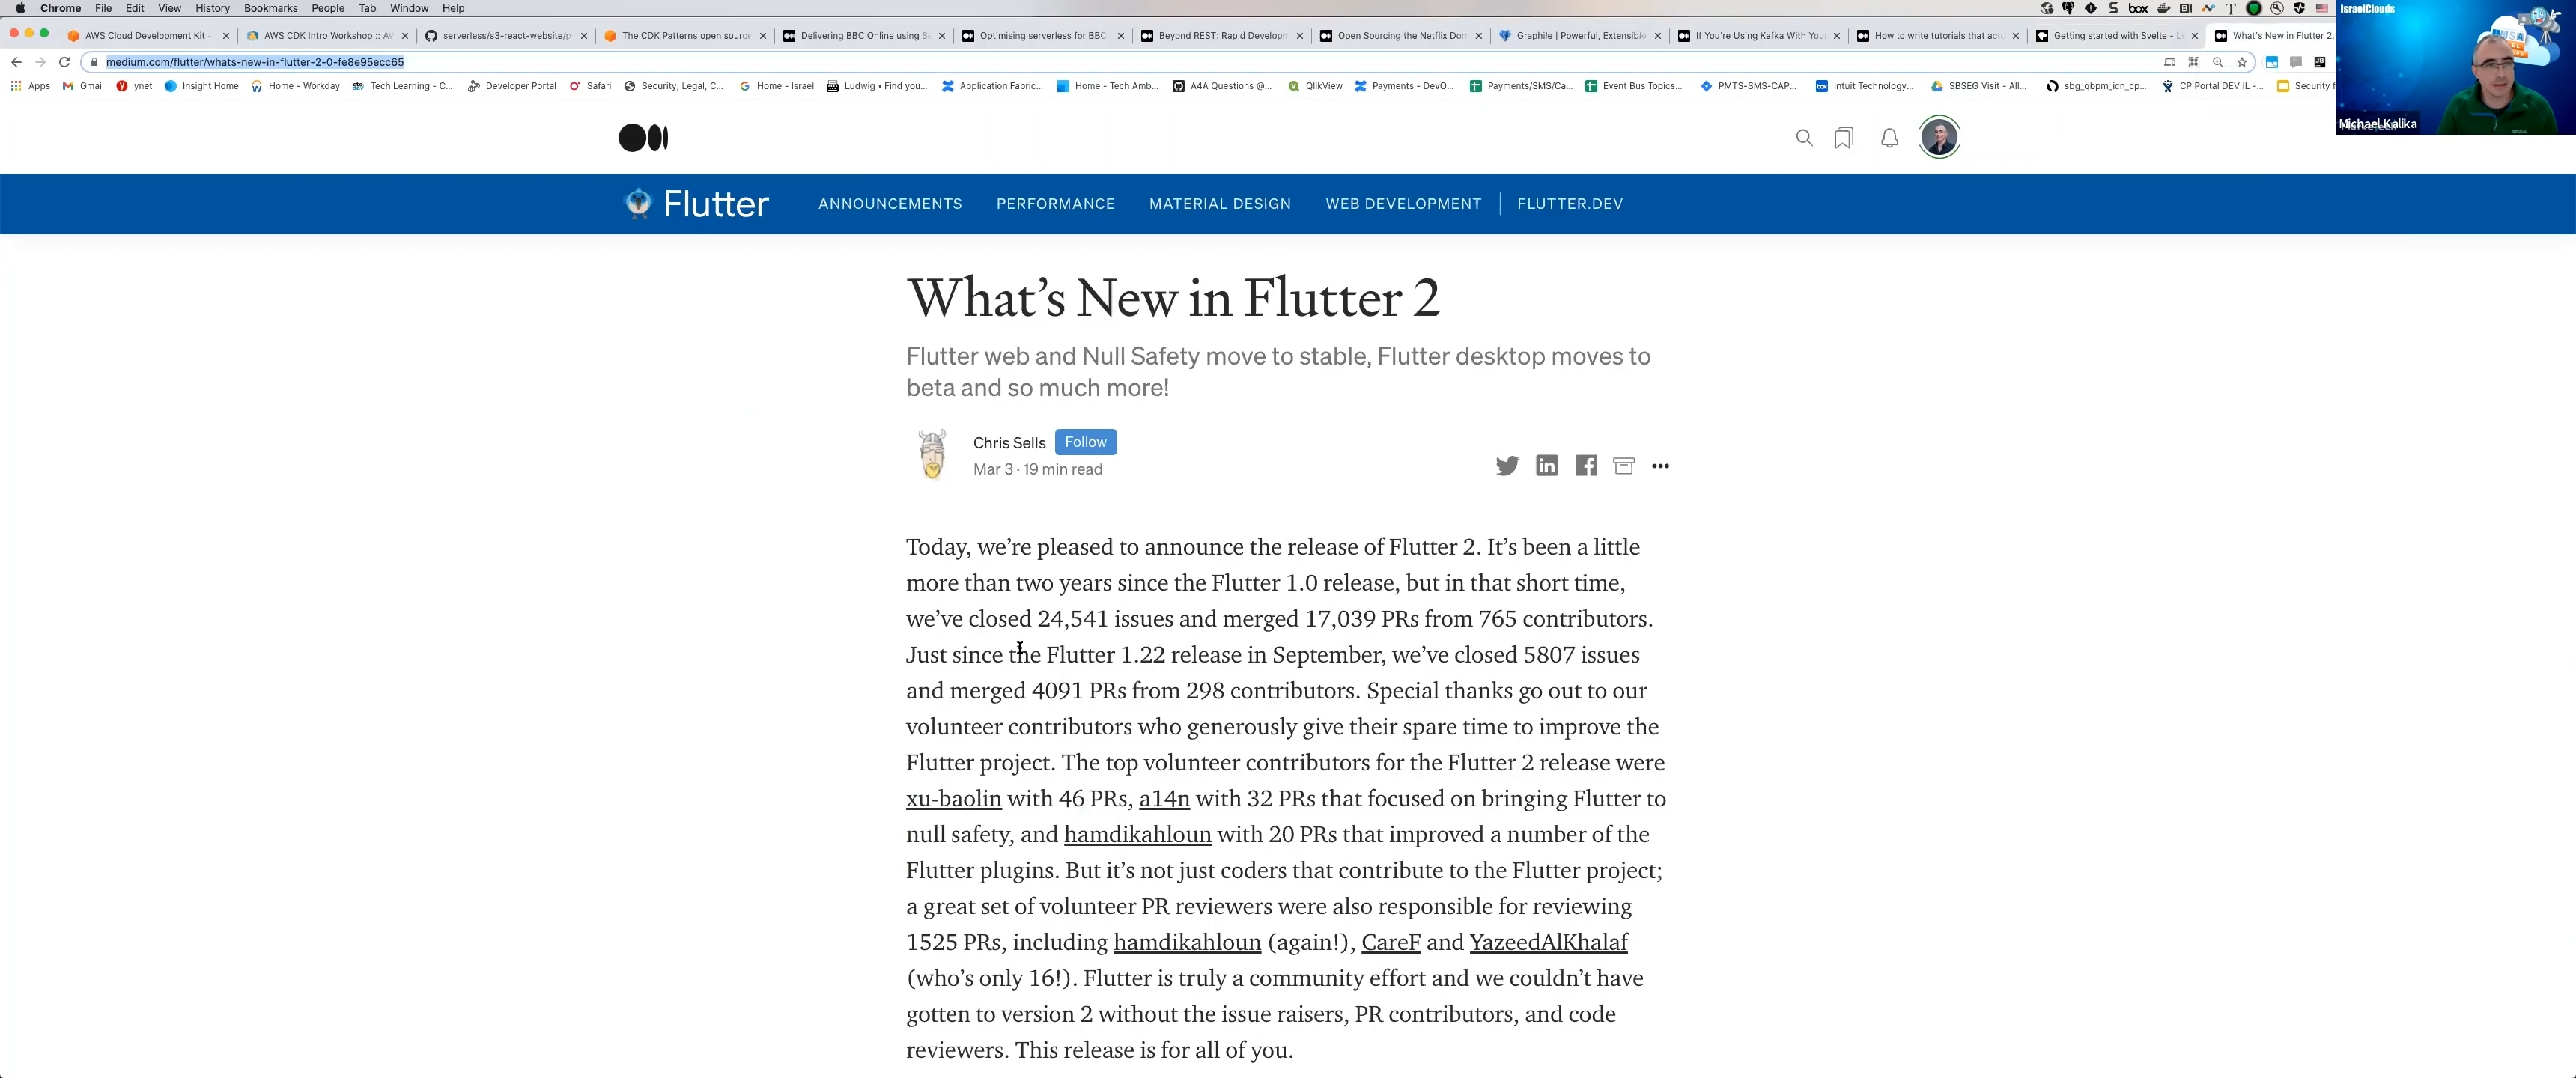 Chrome File Edit View History Bookmarks People Tab Window Help
box
IsraelClouds
AWS Cloud Development Kit -
AWS CDK Intro Workshop :: AW
serverless/s3-react-website/p
The CDK Patterns open source
Delivering BBC Online using Se
Optimising serverless for BBC
Beyond REST: Rapid Developm
Open Sourcing the Netflix Dom
Graphile | Powerful, Extensible
If You're Using Kafka With You
How to write tutorials that actu
Getting started with Svelte - Le
What's New in Flutter 2.
medium.com/flutter/whats-new-in-flutter-2-0-fe8e95ecc65
Apps Gmail ynet Insight Home Home - Workday Tech Learning - C... Developer Portal Safari Security, Legal, C... Home - Israel Ludwig • Find you... Application Fabric... Home - Tech Amb... A4A Questions @... QlikView Payments - DevO... Payments/SMS/Ca... Event Bus Topics... PMTS-SMS-CAP... Intuit Technology... SBSEG Visit - All... sbg_qbpm_icn_cp... CP Portal DEV IL -... Security f
Michael Kalika
Flutter ANNOUNCEMENTS PERFORMANCE MATERIAL DESIGN WEB DEVELOPMENT FLUTTER.DEV
What's New in Flutter 2
Flutter web and Null Safety move to stable, Flutter desktop moves to
beta and so much more!
Chris Sells Follow
Mar 3 · 19 min read
Today, we're pleased to announce the release of Flutter 2. It's been a little
more than two years since the Flutter 1.0 release, but in that short time,
we've closed 24,541 issues and merged 17,039 PRs from 765 contributors.
Just since the Flutter 1.22 release in September, we've closed 5807 issues
and merged 4091 PRs from 298 contributors. Special thanks go out to our
volunteer contributors who generously give their spare time to improve the
Flutter project. The top volunteer contributors for the Flutter 2 release were
xu-baolin with 46 PRs, a14n with 32 PRs that focused on bringing Flutter to
null safety, and hamdikahloun with 20 PRs that improved a number of the
Flutter plugins. But it's not just coders that contribute to the Flutter project;
a great set of volunteer PR reviewers were also responsible for reviewing
1525 PRs, including hamdikahloun (again!), CareF and YazeedAlKhalaf
(who's only 16!). Flutter is truly a community effort and we couldn't have
gotten to version 2 without the issue raisers, PR contributors, and code
reviewers. This release is for all of you.